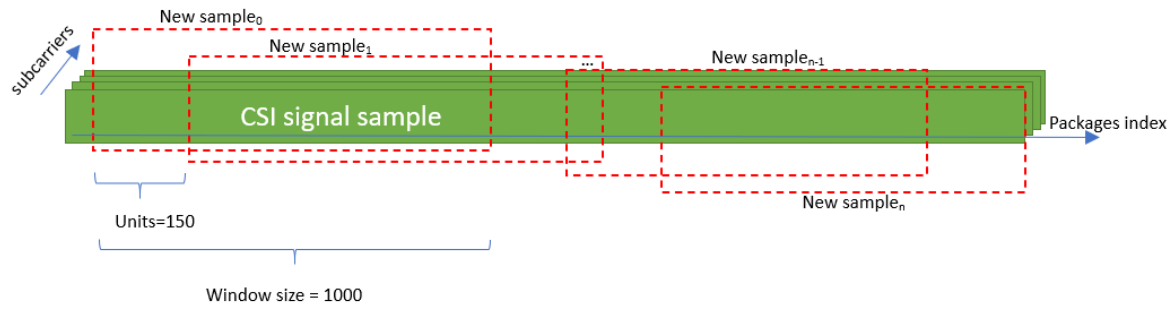 New sample₀
subcarriers
New sample₁
...
New sampleₙ₋₁
CSI signal sample
Packages index
New sampleₙ
Units=150
Window size = 1000